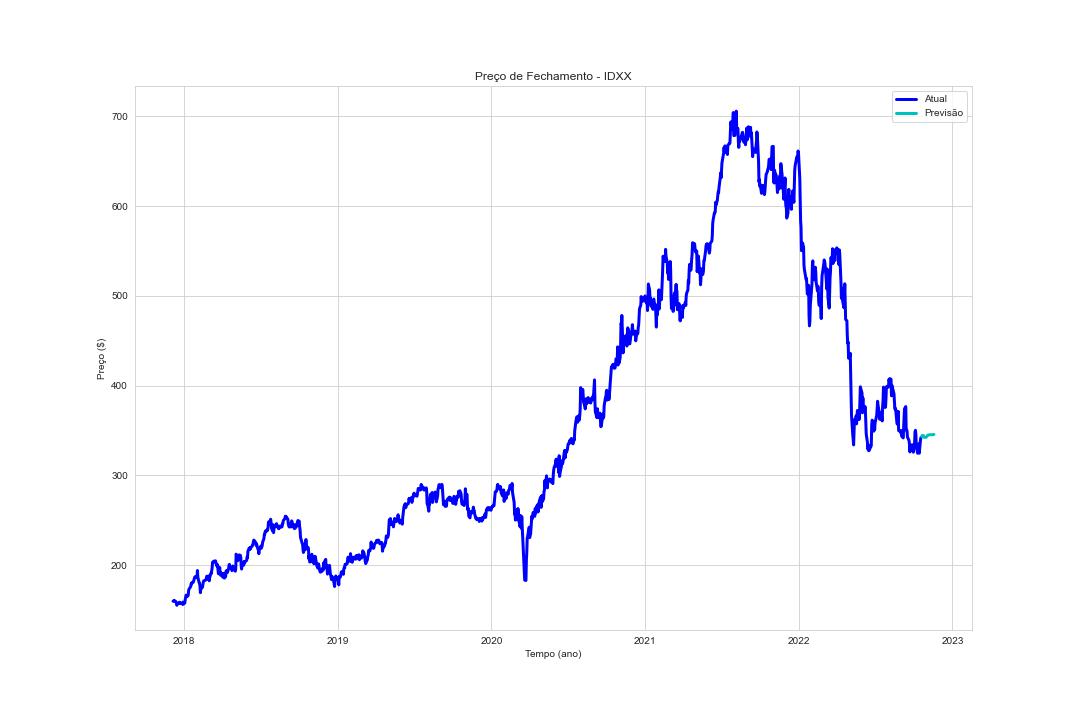 Preço de Fechamento - IDXX
Atual
Previsão
700
600
500
400
300
200
Preço ($)
2018 2019 2020 2021 2022 2023
Tempo (ano)